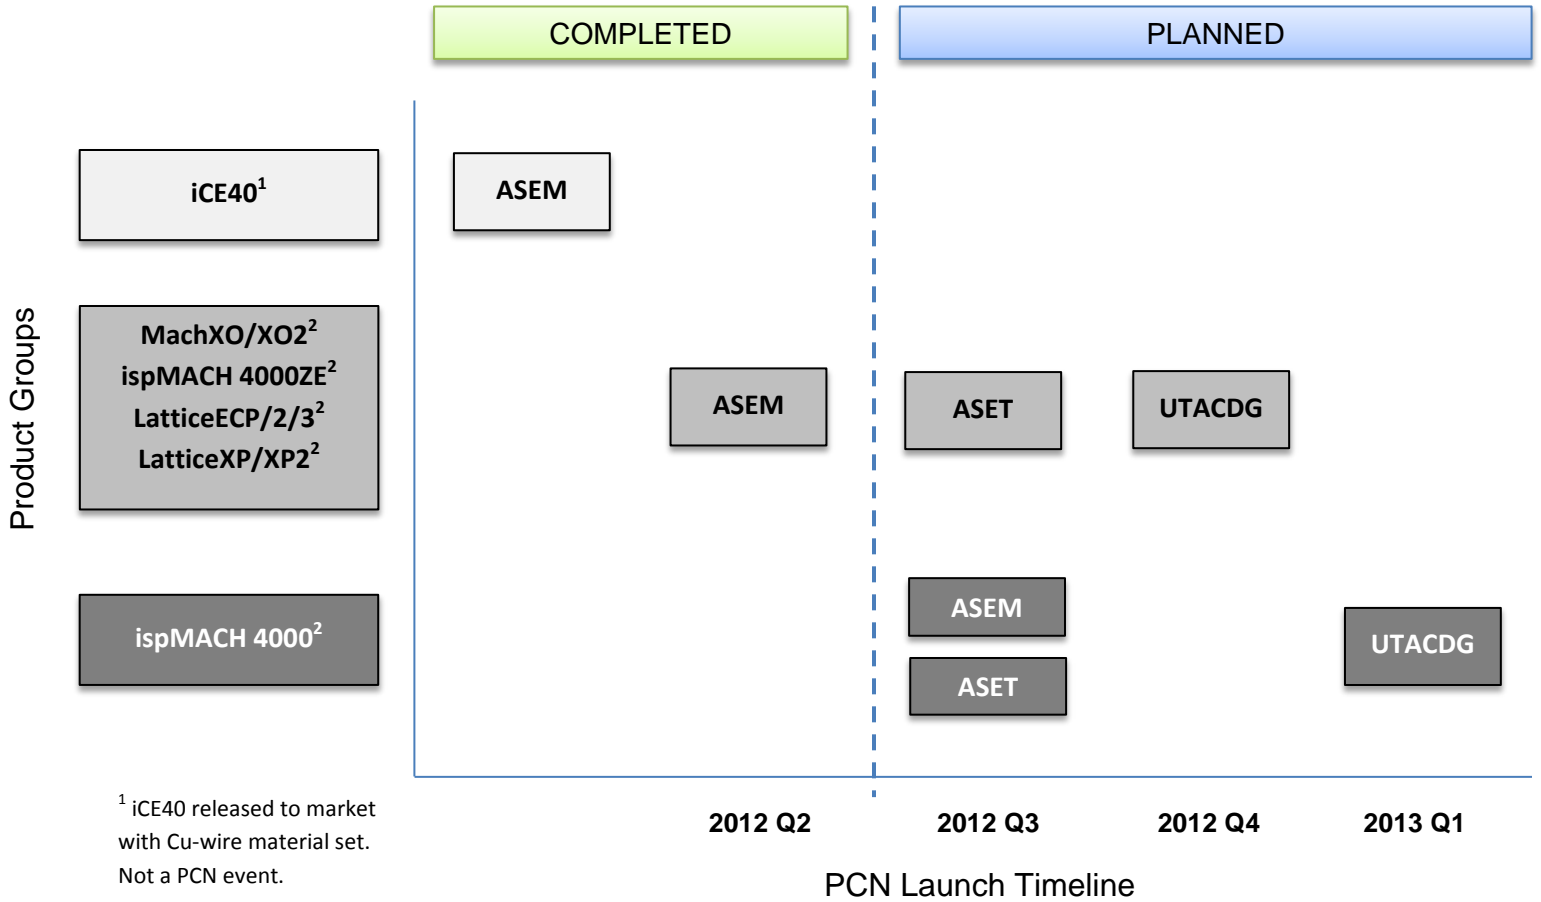 COMPLETED
PLANNED
iCE40¹
ASEM
Product Groups
MachXO/XO2²
ispMACH 4000ZE²
LatticeECP/2/3²
LatticeXP/XP2²
ASEM
ASET
UTACDG
ispMACH 4000²
ASEM
ASET
UTACDG
2012 Q2
2012 Q3
2012 Q4
2013 Q1
PCN Launch Timeline
¹ iCE40 released to market
with Cu-wire material set.
Not a PCN event.